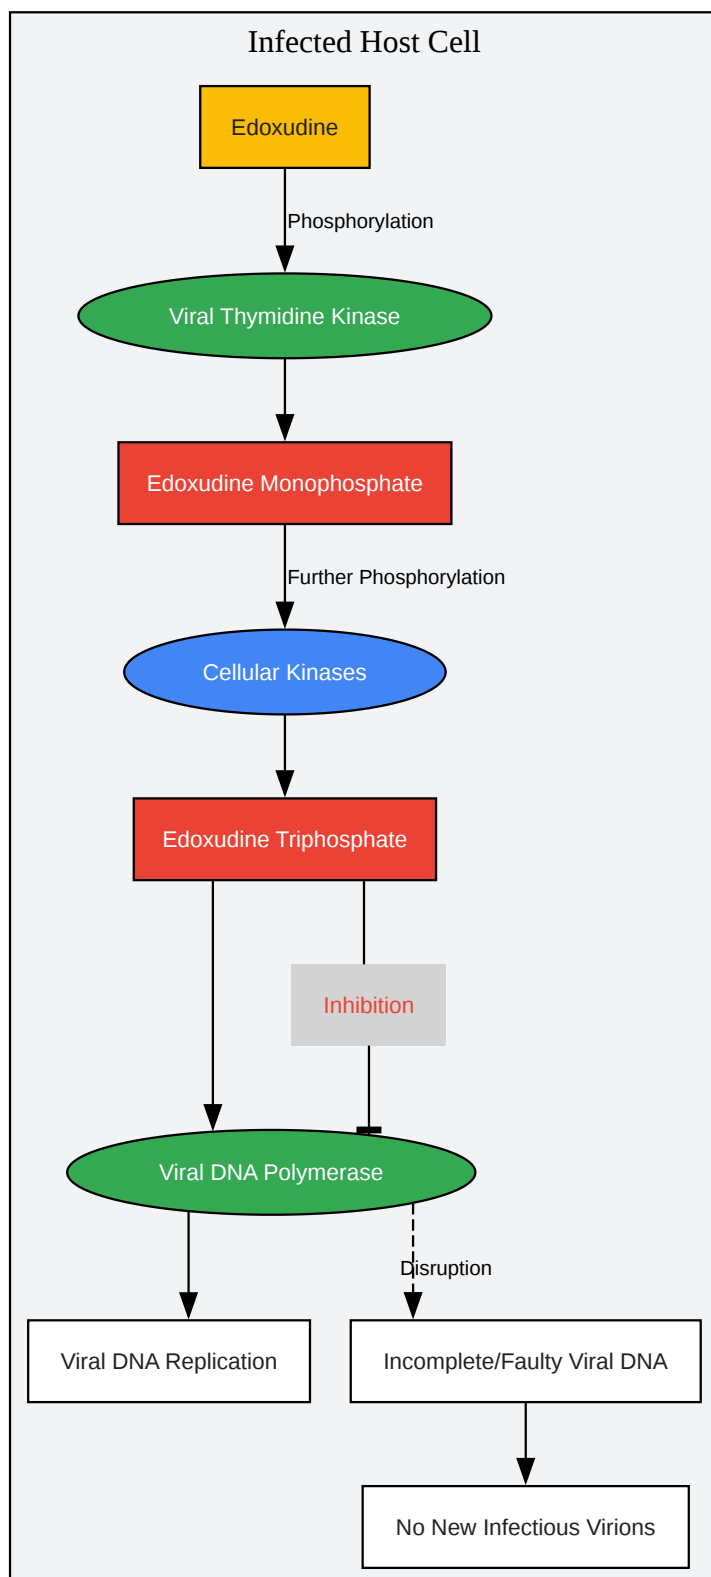 Infected Host Cell
Edoxudine
Phosphorylation
Viral Thymidine Kinase
Edoxudine Monophosphate
Further Phosphorylation
Cellular Kinases
Edoxudine Triphosphate
Inhibition
Viral DNA Polymerase
Disruption
Viral DNA Replication
Incomplete/Faulty Viral DNA
No New Infectious Virions